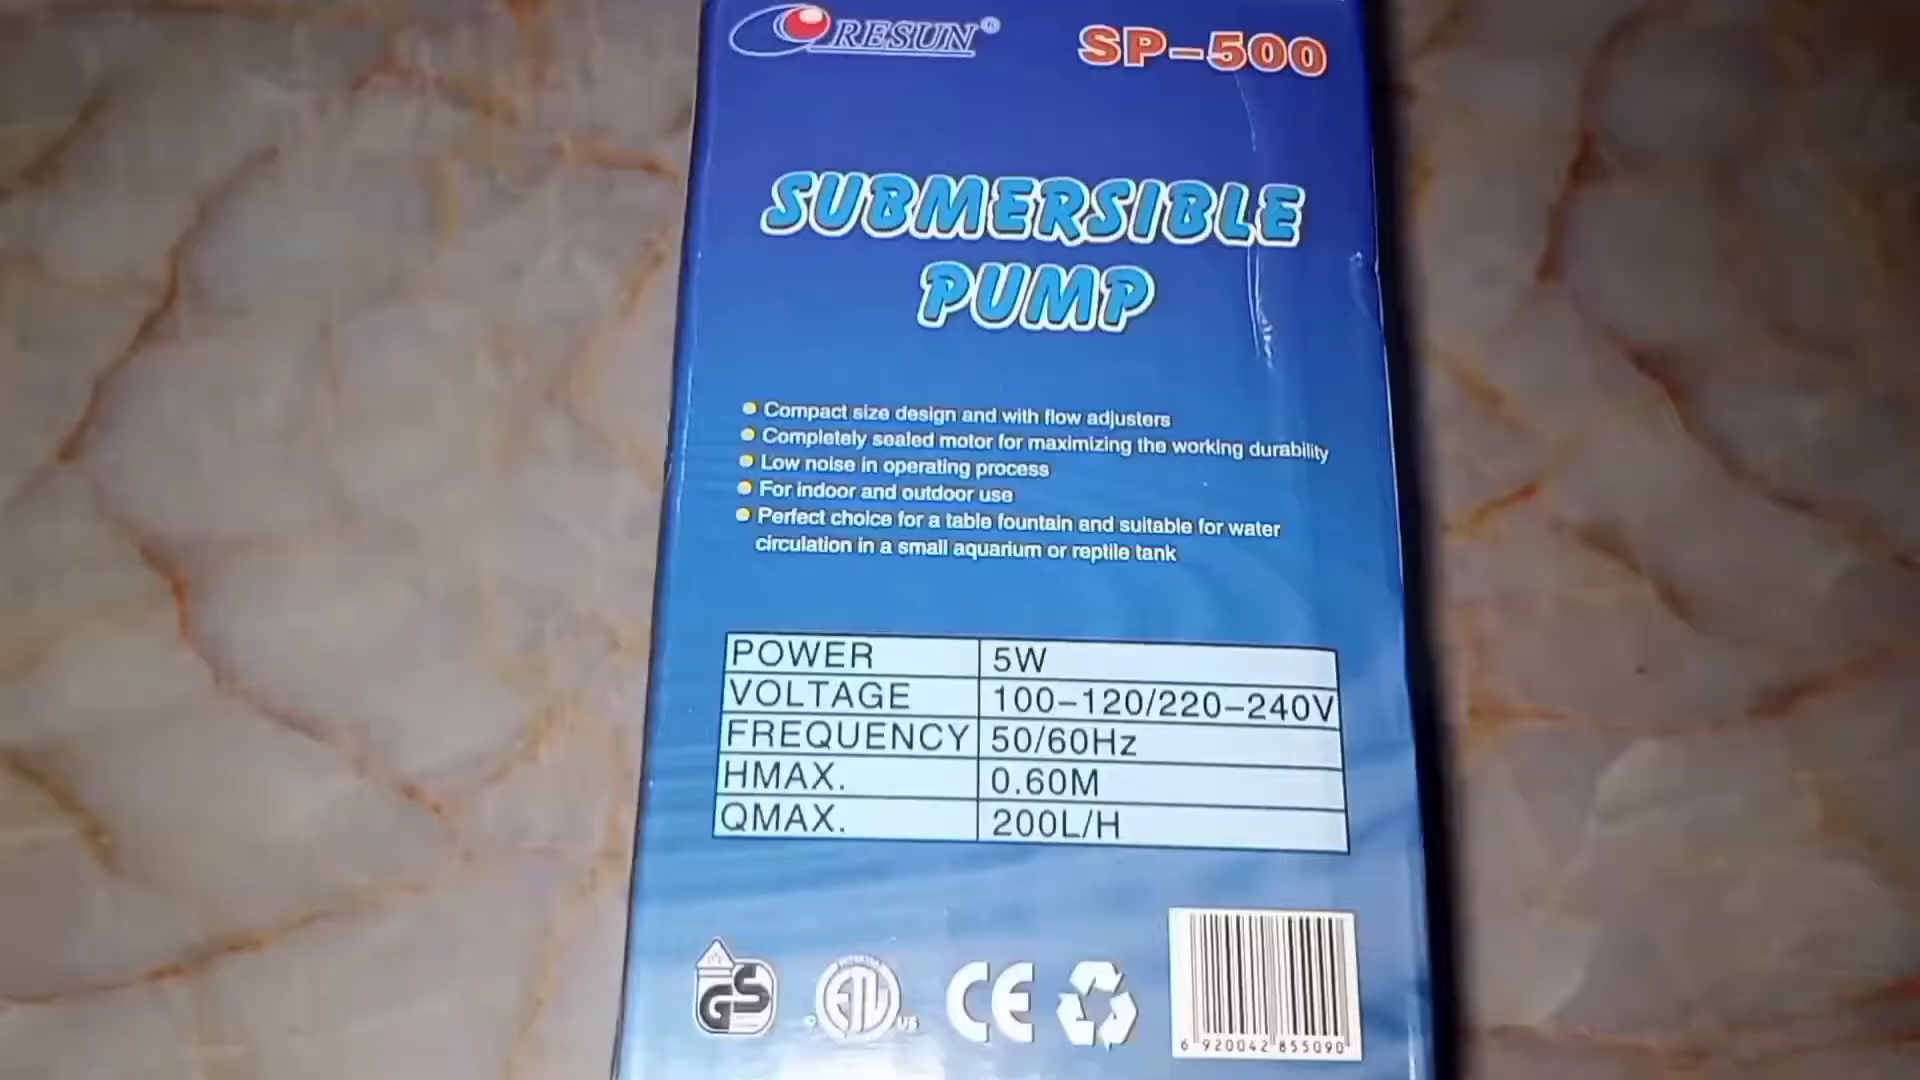 RESUN®
SP-500
SUBMERSIBLE
PUMP
Compact size design and with flow adjusters
Completely sealed motor for maximizing the working durability
Low noise in operating process
For indoor and outdoor use
Perfect choice for a table fountain and suitable for water
circulation in a small aquarium or reptile tank
POWER 5W
VOLTAGE 100-120/220-240V
FREQUENCY 50/60Hz
HMAX. 0.60M
QMAX. 200L/H
GS ETL US CE
6 920042 855090